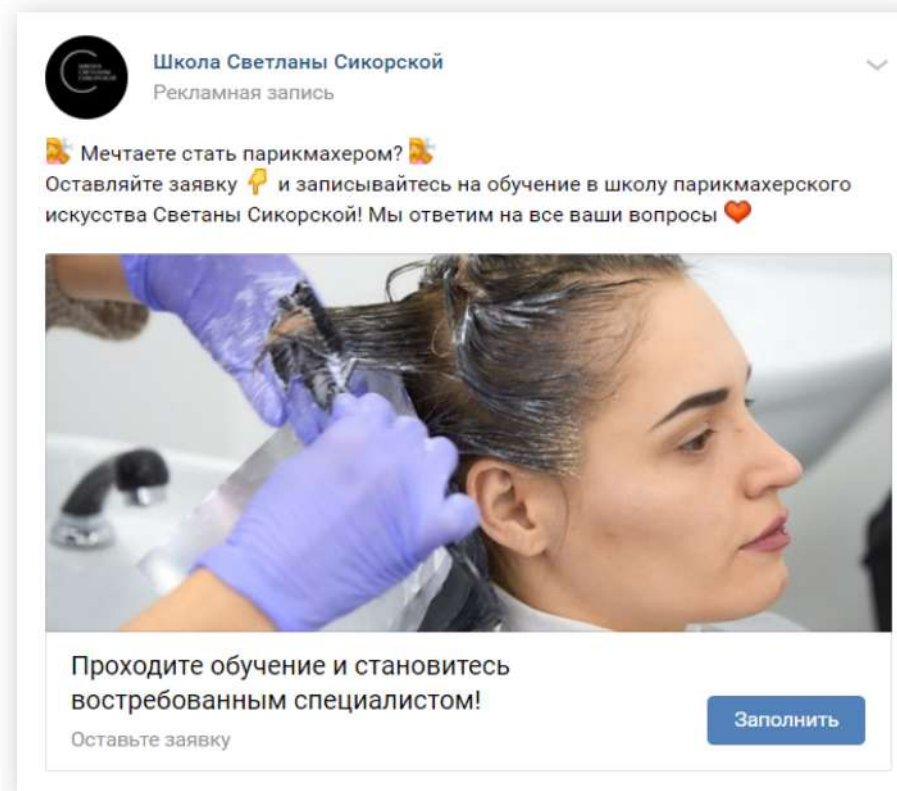 Школа Светланы Сикорской
Рекламная запись
💇 Мечтаете стать парикмахером? 💇
Оставляйте заявку 👇 и записывайтесь на обучение в школу парикмахерского
искусства Светаны Сикорской! Мы ответим на все ваши вопросы ❤
Проходите обучение и становитесь
востребованным специалистом!
Оставьте заявку
Заполнить